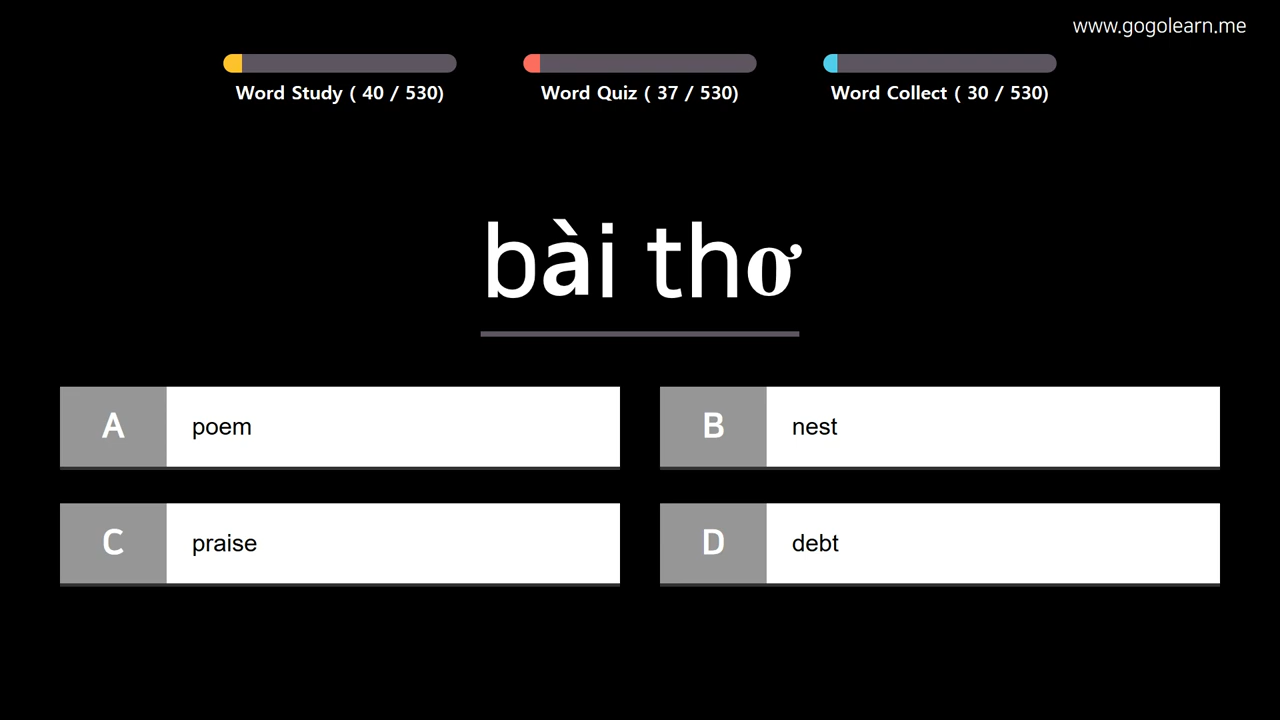 www.gogolearn.me
Word Study ( 40 / 530)
Word Quiz ( 37 / 530)
Word Collect ( 30 / 530)
bài thơ
A poem
B nest
C praise
D debt